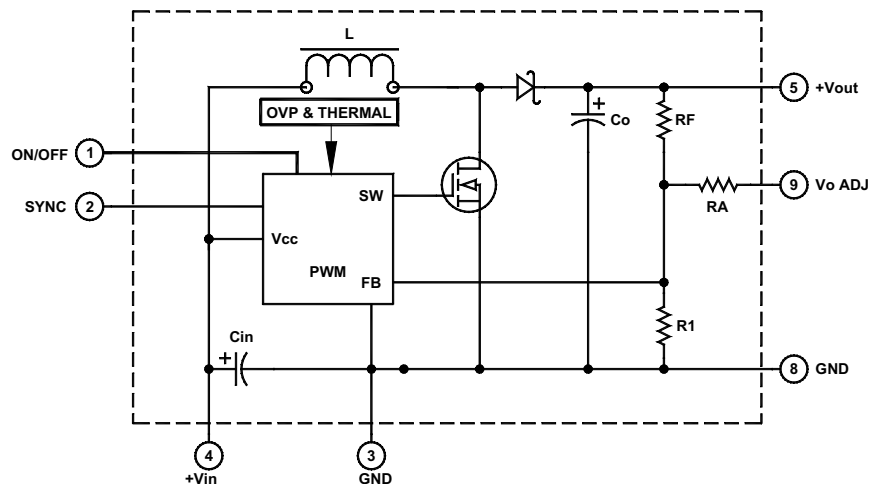 L
OVP & THERMAL
5 +Vout
Co
RF
ON/OFF 1
SW
9 Vo ADJ
RA
SYNC 2
Vcc
PWM
FB
R1
Cin
8 GND
4
+Vin
3
GND